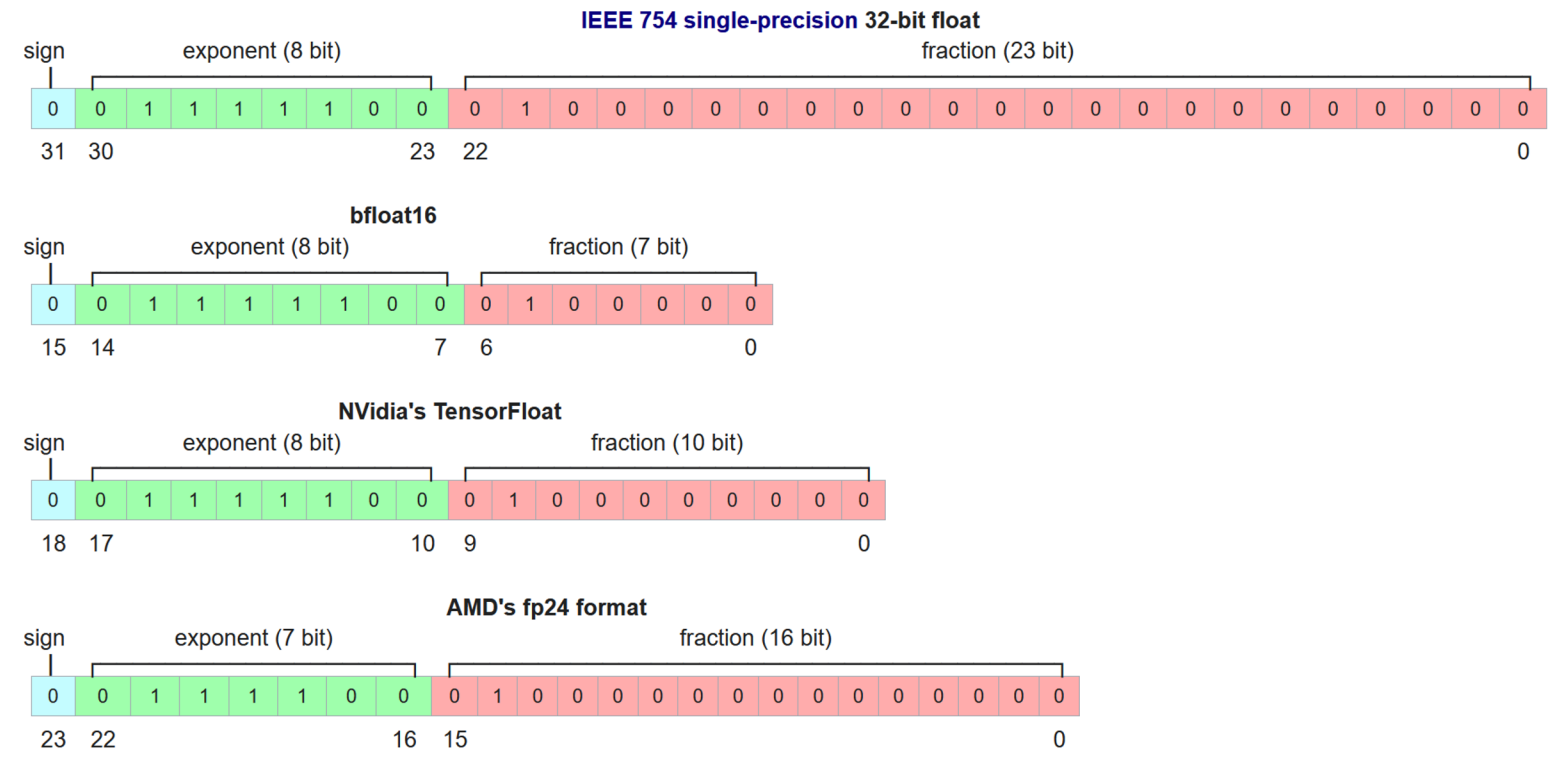 IEEE 754 single-precision 32-bit float
sign exponent (8 bit) fraction (23 bit)
0 0 1 1 1 1 1 0 0 0 1 0 0 0 0 0 0 0 0 0 0 0 0 0 0 0 0 0 0 0 0 0
31 30 23 22 0
bfloat16
sign exponent (8 bit) fraction (7 bit)
0 0 1 1 1 1 1 0 0 0 1 0 0 0 0 0
15 14 7 6 0
NVidia's TensorFloat
sign exponent (8 bit) fraction (10 bit)
0 0 1 1 1 1 1 0 0 0 1 0 0 0 0 0 0 0 0
18 17 10 9 0
AMD's fp24 format
sign exponent (7 bit) fraction (16 bit)
0 0 1 1 1 1 0 0 0 1 0 0 0 0 0 0 0 0 0 0 0 0 0 0
23 22 16 15 0